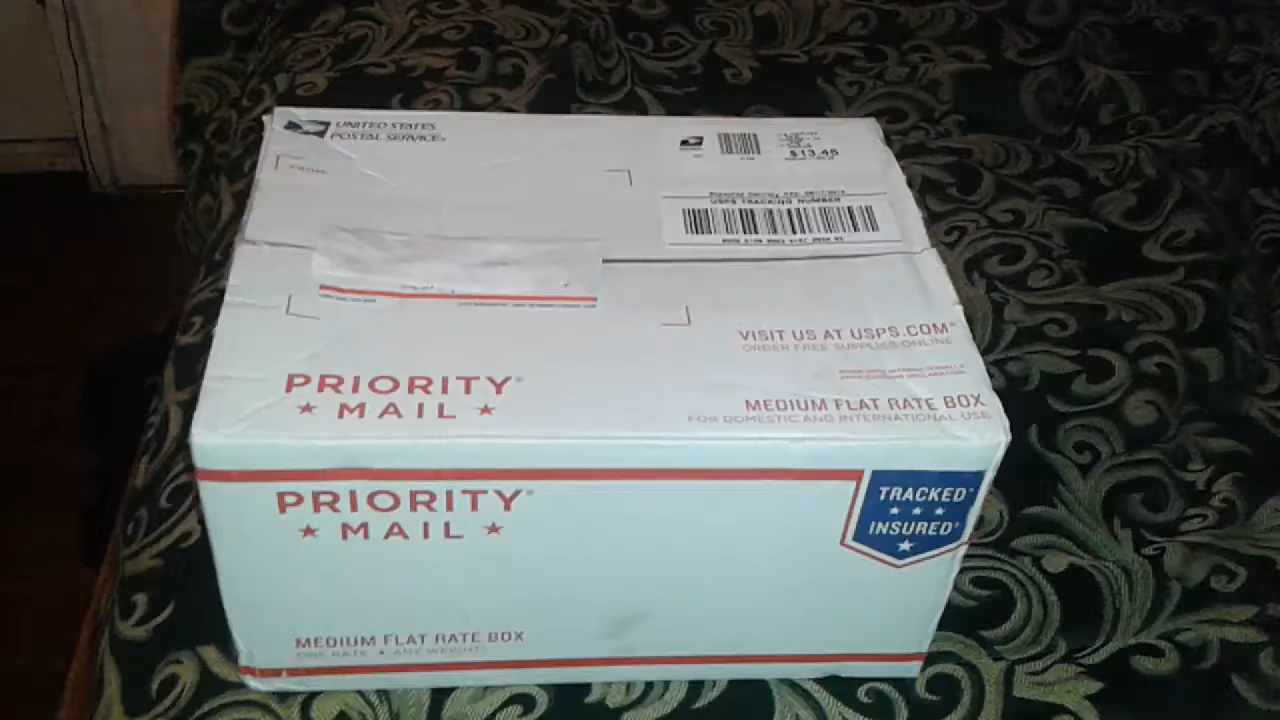 UNITED STATES
POSTAL SERVICE®
FROM:
$13.45
USPS TRACKING NUMBER
VISIT US AT USPS.COM®
ORDER FREE SUPPLIES ONLINE
PRIORITY®
★ MAIL ★
MEDIUM FLAT RATE BOX
FOR DOMESTIC AND INTERNATIONAL USE
PRIORITY®
★ MAIL ★
TRACKED®
★ ★ ★
INSURED®
★
MEDIUM FLAT RATE BOX
ONE RATE ★ ANY WEIGHT